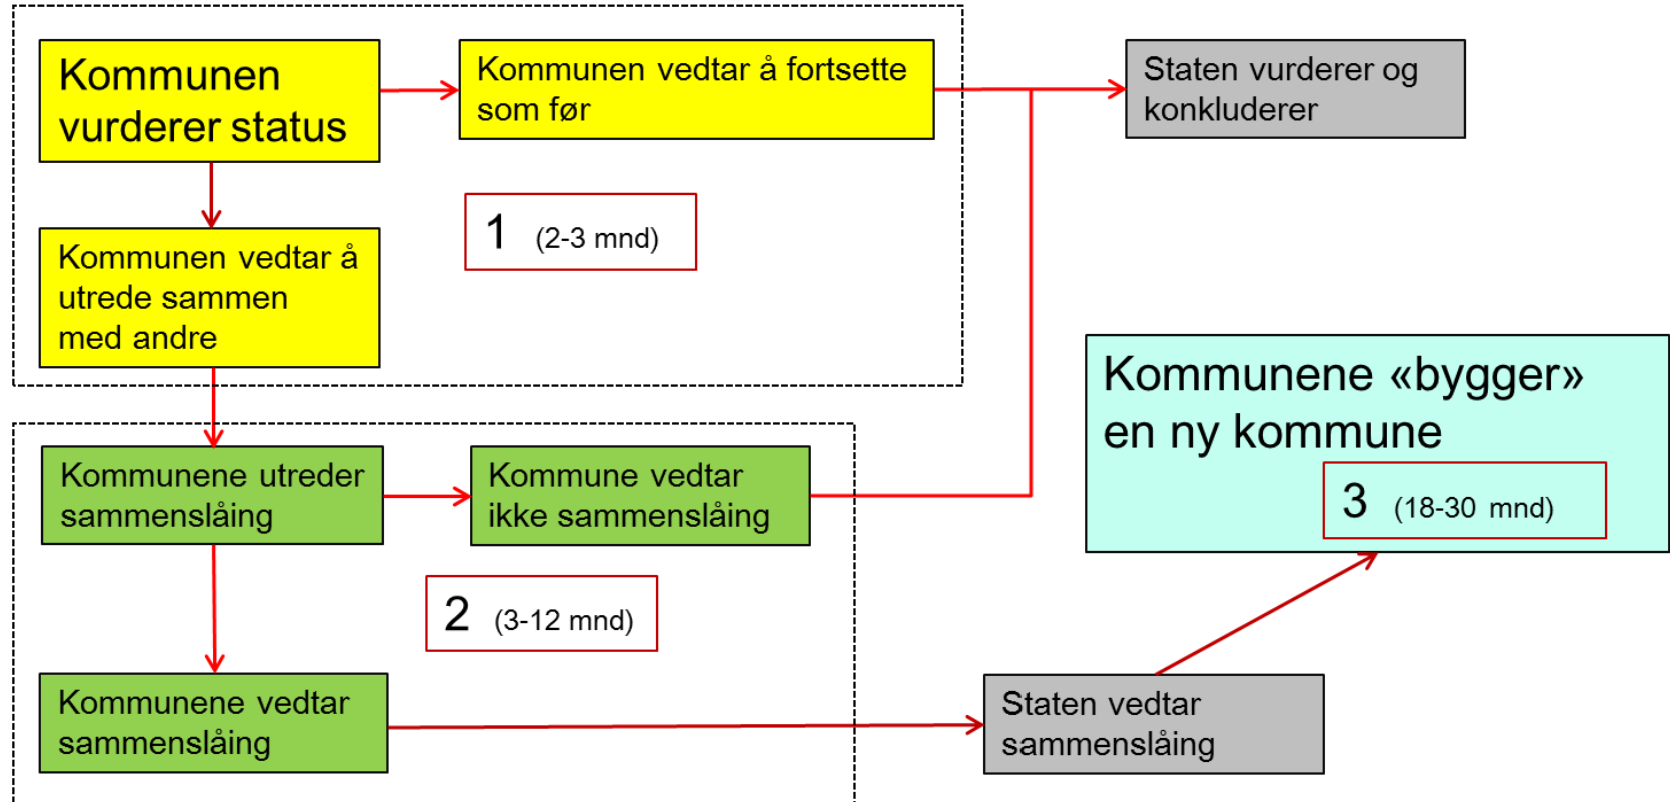 Kommunen
vurderer status
Kommunen vedtar å fortsette
som før
Staten vurderer og
konkluderer
1 (2-3 mnd)
Kommunen vedtar å
utrede sammen
med andre
Kommunene «bygger»
en ny kommune
3 (18-30 mnd)
Kommunene utreder
sammenslåing
Kommune vedtar
ikke sammenslåing
2 (3-12 mnd)
Kommunene vedtar
sammenslåing
Staten vedtar
sammenslåing